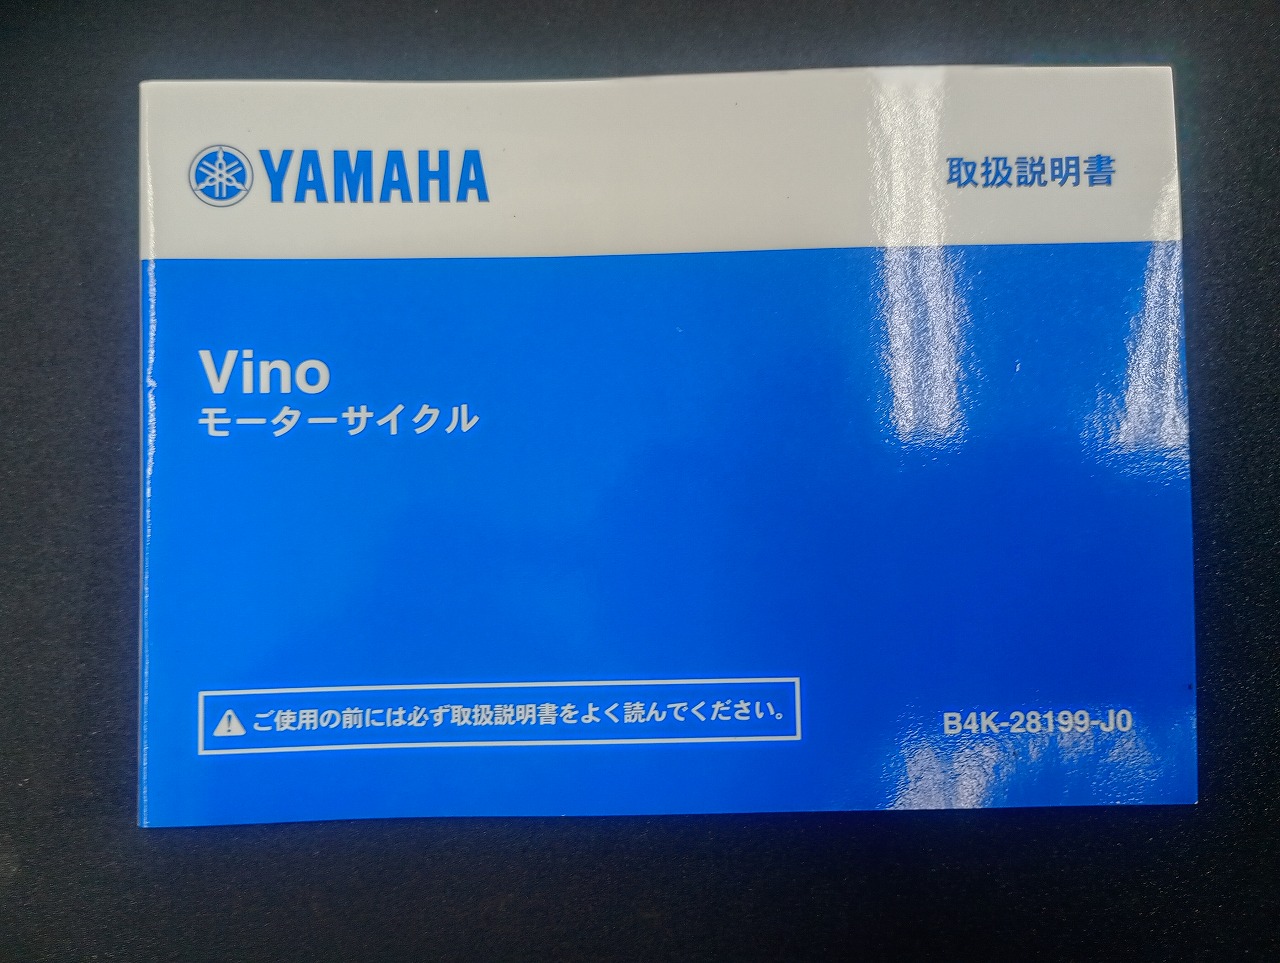 YAMAHA
取扱説明書
Vino
モーターサイクル
ご使用の前には必ず取扱説明書をよく読んでください。
B4K-28199-J0